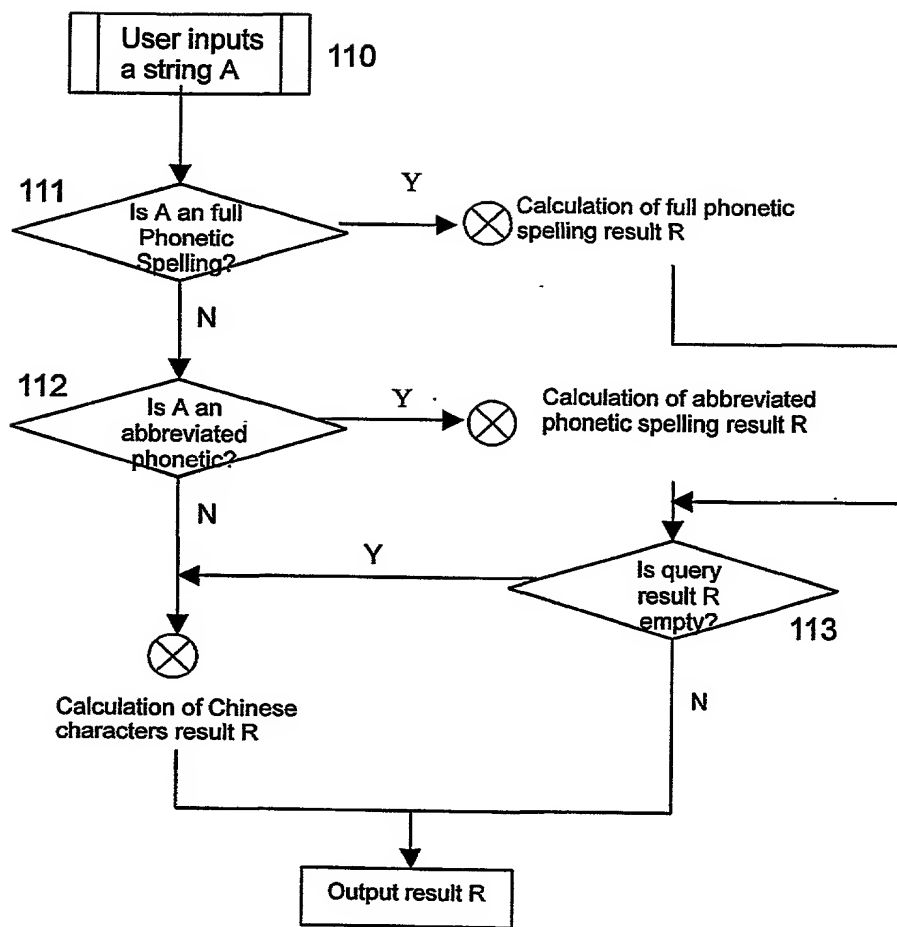 User inputs
a string A
110
111
Is A an full
Phonetic
Spelling?
Y
Calculation of full phonetic
spelling result R
N
112
Is A an
abbreviated
phonetic?
Y
Calculation of abbreviated
phonetic spelling result R
N
Y
Is query
result R
empty?
113
Calculation of Chinese
characters result R
N
Output result R